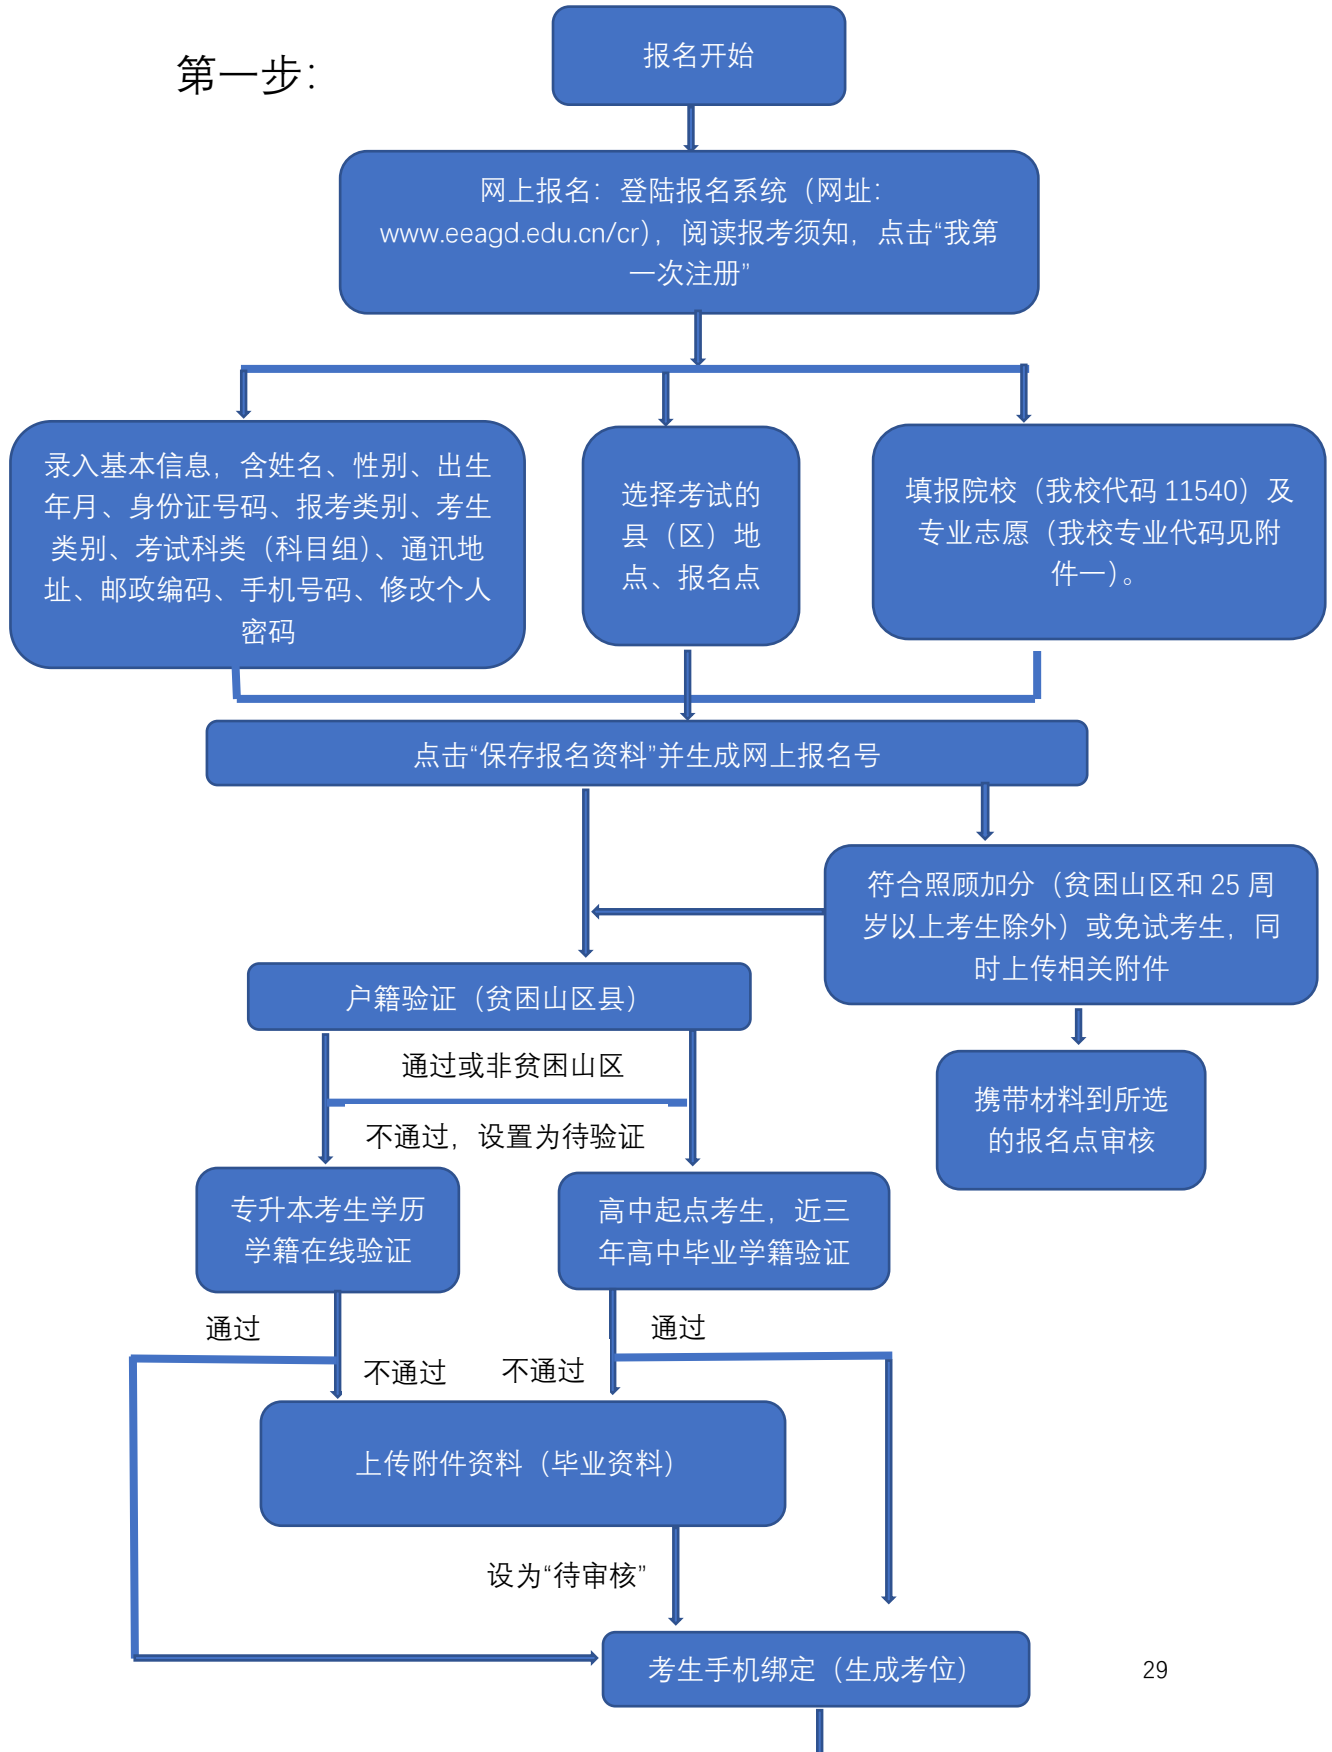 第一步：
报名开始
网上报名：登陆报名系统（网址：
www.eeagd.edu.cn/cr），阅读报考须知，点击“我第
一次注册”
录入基本信息，含姓名、性别、出生
年月、身份证号码、报考类别、考生
类别、考试科类（科目组）、通讯地
址、邮政编码、手机号码、修改个人
密码
选择考试的
县（区）地
点、报名点
填报院校（我校代码 11540）及
专业志愿（我校专业代码见附
件一）。
点击“保存报名资料”并生成网上报名号
符合照顾加分（贫困山区和 25 周
岁以上考生除外）或免试考生，同
时上传相关附件
户籍验证（贫困山区县）
通过或非贫困山区
不通过，设置为待验证
携带材料到所选
的报名点审核
专升本考生学历
学籍在线验证
高中起点考生，近三
年高中毕业学籍验证
通过
不通过
不通过
通过
上传附件资料（毕业资料）
设为“待审核”
考生手机绑定（生成考位）
29